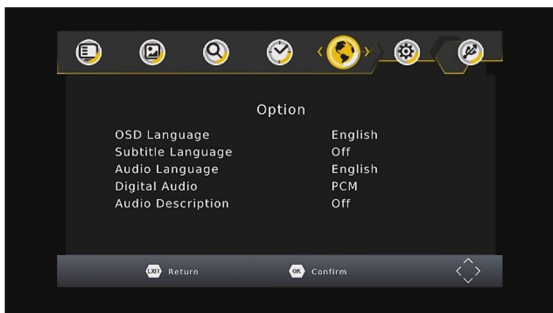 Option
OSD Language English
Subtitle Language Off
Audio Language English
Digital Audio PCM
Audio Description Off
EXIT Return OK Confirm